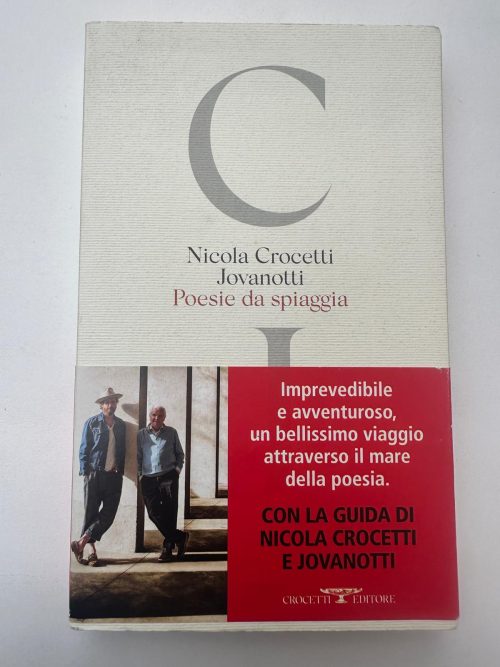 C
Nicola Crocetti
Jovanotti
Poesie da spiaggia
J
Imprevedibile
e avventuroso,
un bellissimo viaggio
attraverso il mare
della poesia.
CON LA GUIDA DI
NICOLA CROCETTI
E JOVANOTTI
CROCETTI EDITORE